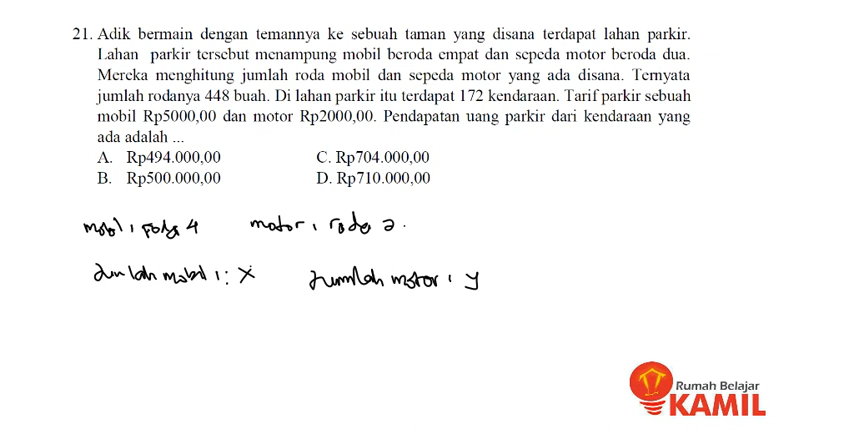 21. Adik bermain dengan temannya ke sebuah taman yang disana terdapat lahan parkir.
Lahan parkir tersebut menampung mobil beroda empat dan sepeda motor beroda dua.
Mereka menghitung jumlah roda mobil dan sepeda motor yang ada disana. Ternyata
jumlah rodanya 448 buah. Di lahan parkir itu terdapat 172 kendaraan. Tarif parkir sebuah
mobil Rp5000,00 dan motor Rp2000,00. Pendapatan uang parkir dari kendaraan yang
ada adalah ...
A. Rp494.000,00 C. Rp704.000,00
B. Rp500.000,00 D. Rp710.000,00
mobil : roda 4 motor : roda 2.
Jumlah mobil : x Jumlah motor : y
Rumah Belajar
KAMIL